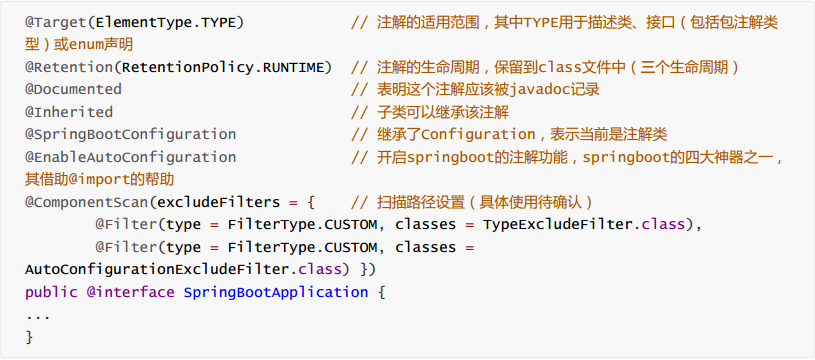 @Target(ElementType.TYPE)              // 注解的适用范围，其中TYPE用于描述类、接口（包括包注解类
型）或enum声明
@Retention(RetentionPolicy.RUNTIME)  // 注解的生命周期，保留到class文件中（三个生命周期）
@Documented                            // 表明这个注解应该被javadoc记录
@Inherited                             // 子类可以继承该注解
@SpringBootConfiguration               // 继承了Configuration，表示当前是注解类
@EnableAutoConfiguration               // 开启springboot的注解功能，springboot的四大神器之一，
其借助@import的帮助
@ComponentScan(excludeFilters = {    // 扫描路径设置（具体使用待确认）
        @Filter(type = FilterType.CUSTOM, classes = TypeExcludeFilter.class),
        @Filter(type = FilterType.CUSTOM, classes =
AutoConfigurationExcludeFilter.class) })
public @interface SpringBootApplication {
...
}